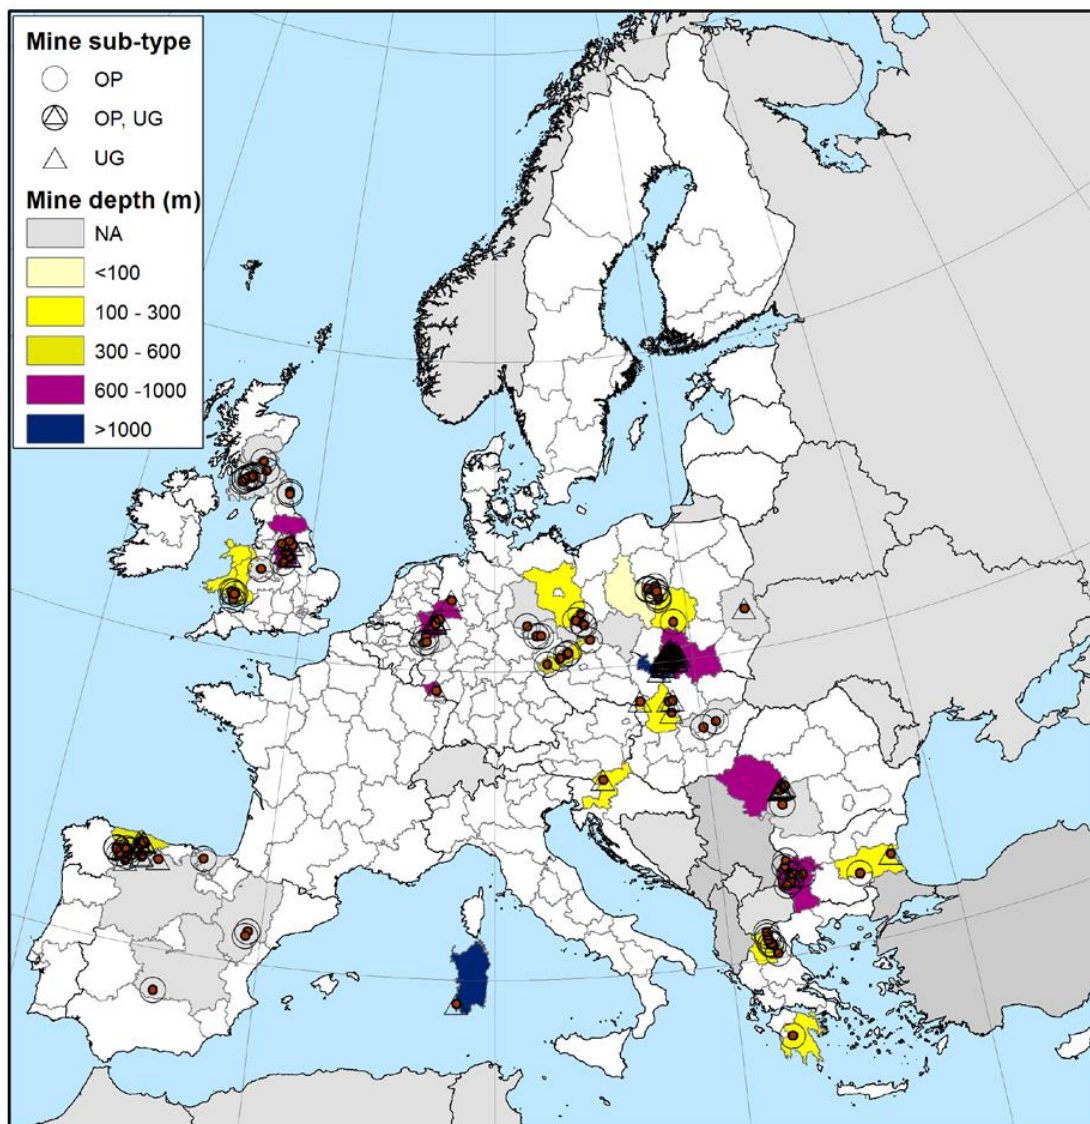 Mine sub-type
OP
OP, UG
UG
Mine depth (m)
NA
<100
100 - 300
300 - 600
600 -1000
>1000